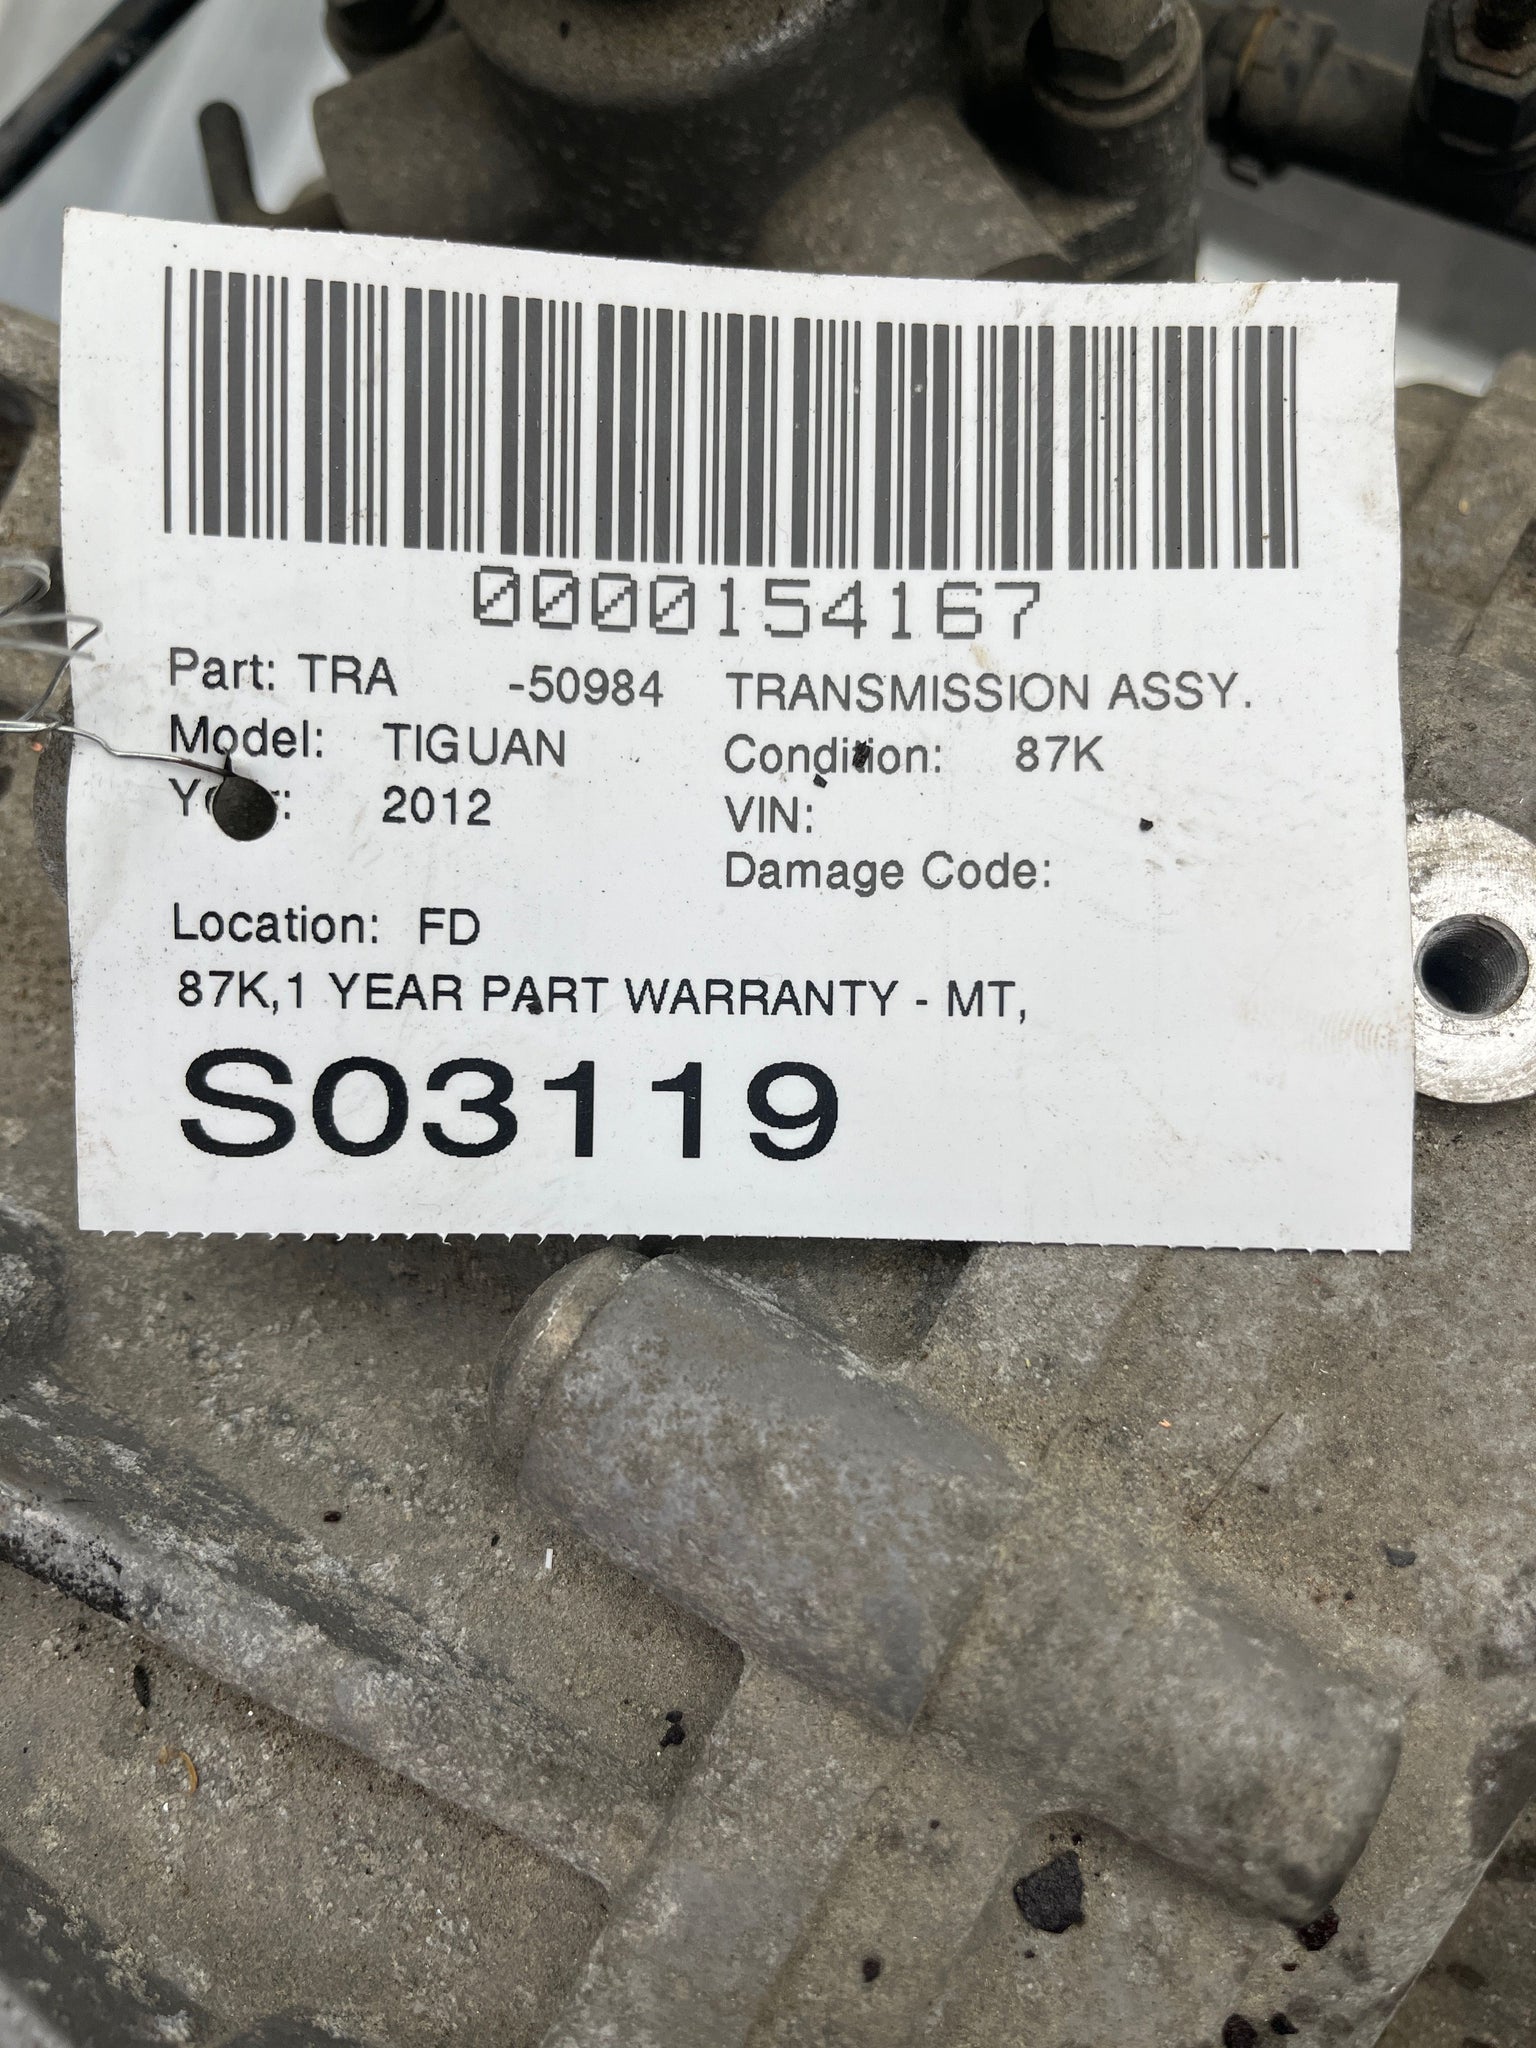 0000154167
Part: TRA -50984 TRANSMISSION ASSY.
Model: TIGUAN Condition: 87K
2012 VIN:
Damage Code:
Location: FD
87K,1 YEAR PART WARRANTY - MT,
S03119